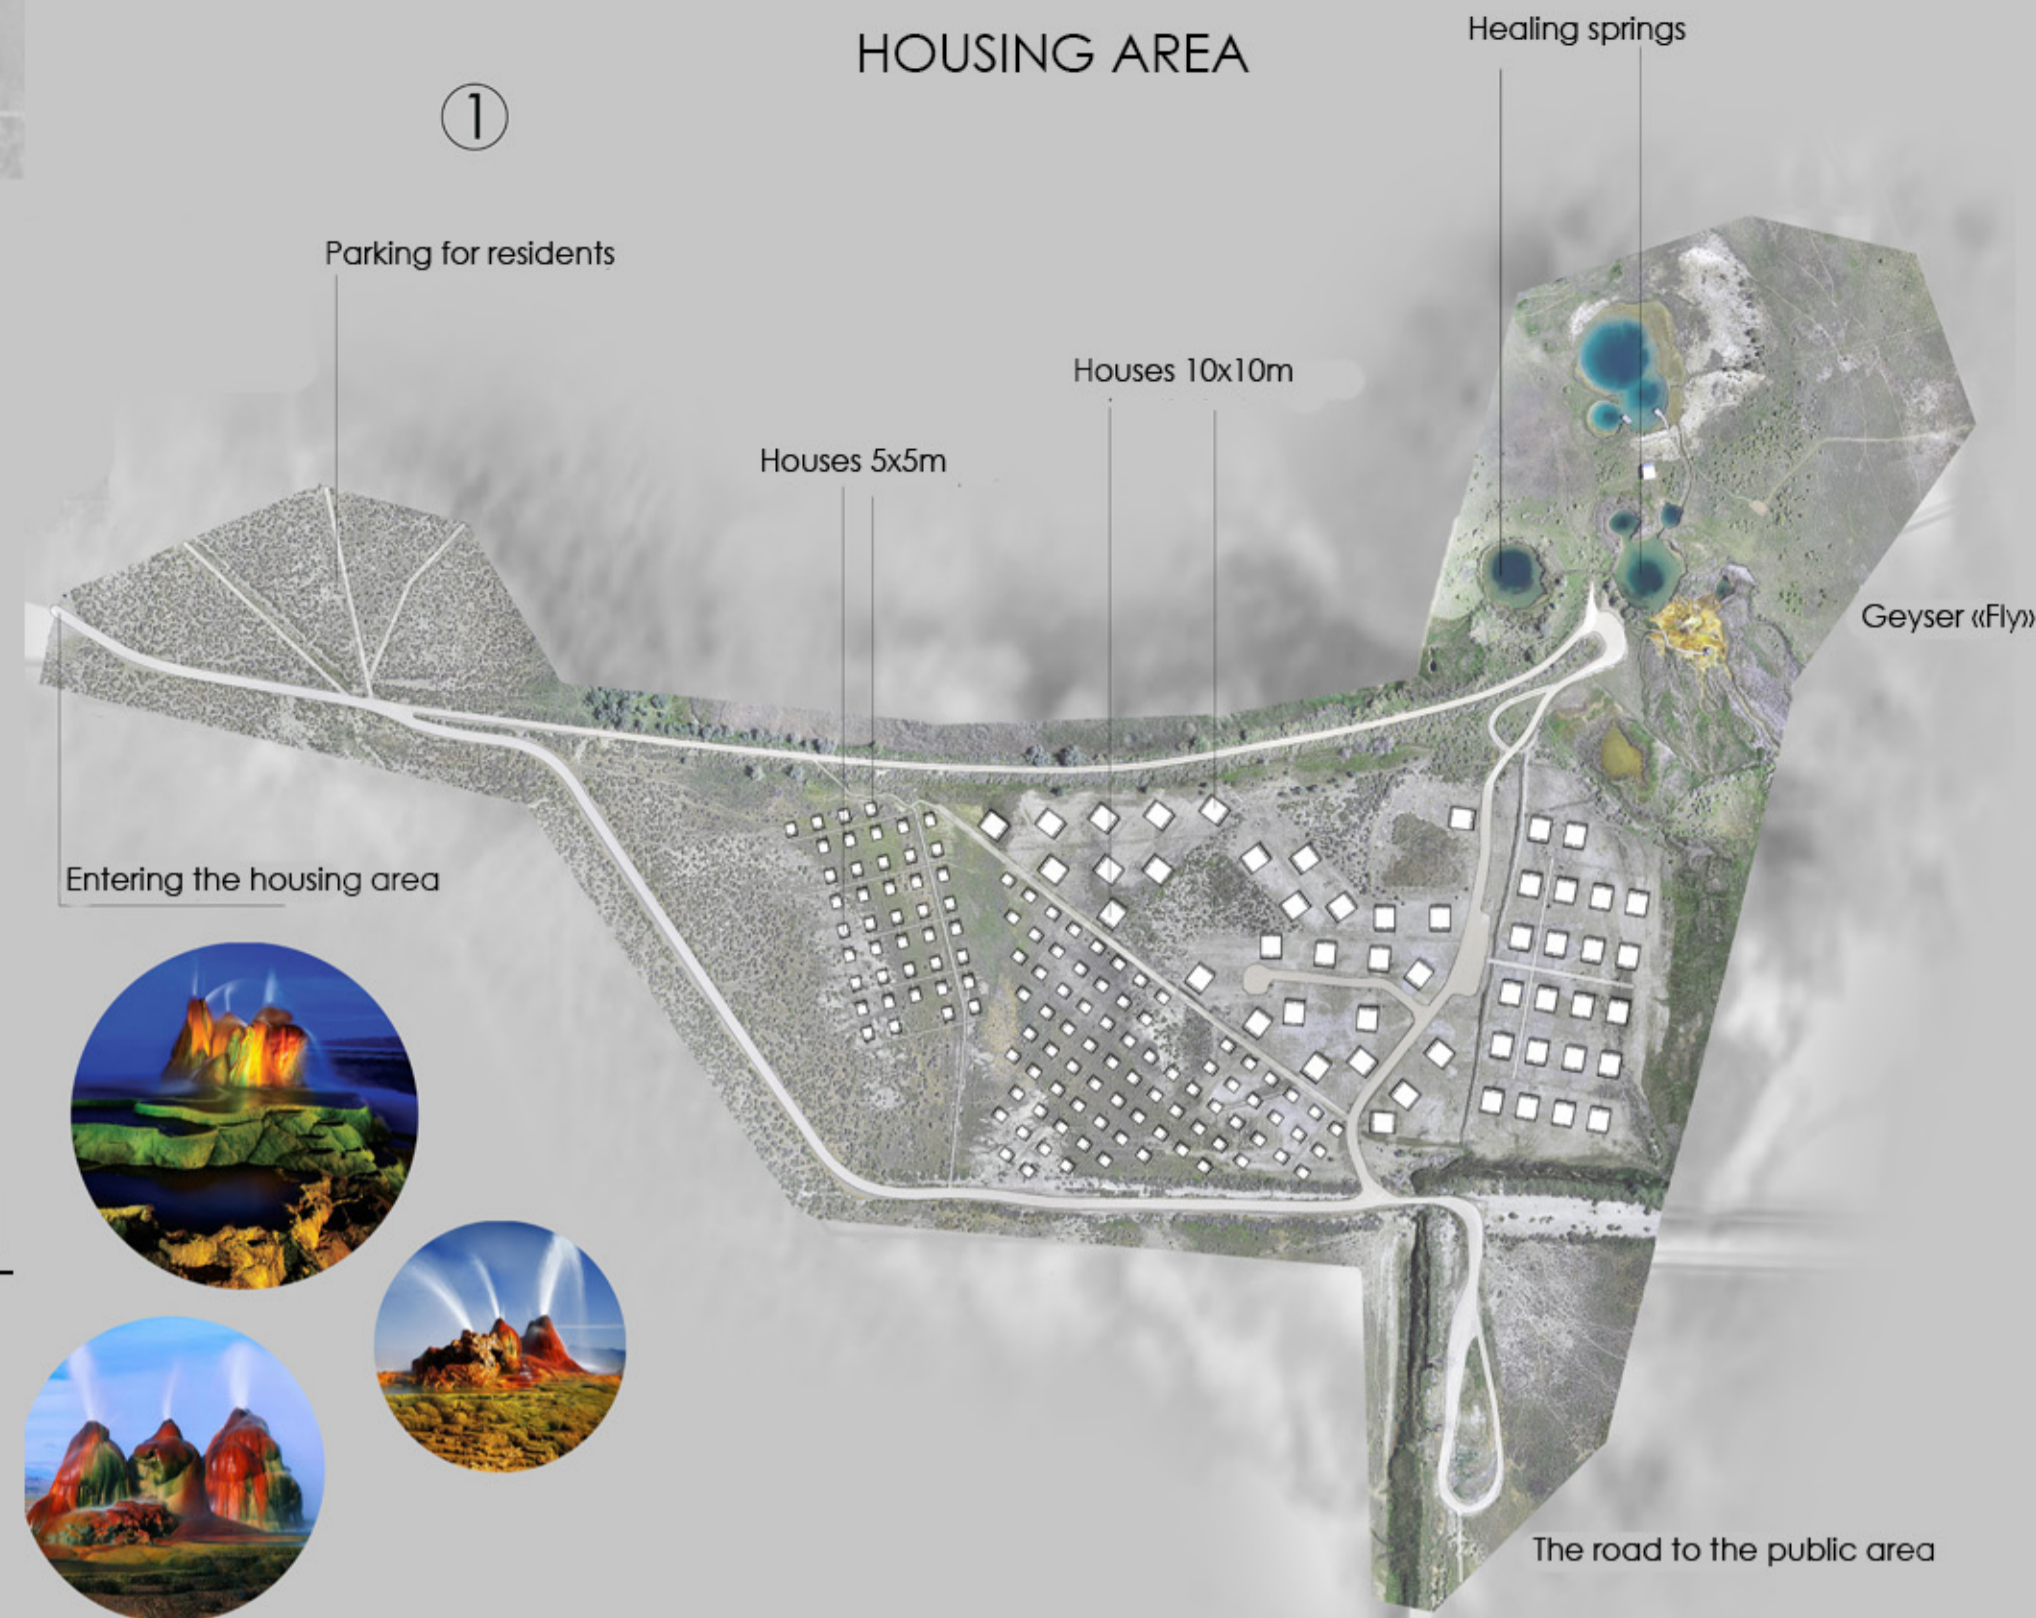 HOUSING AREA
Healing springs
1
Parking for residents
Houses 10x10m
Houses 5x5m
Geyser «Fly»
Entering the housing area
The road to the public area